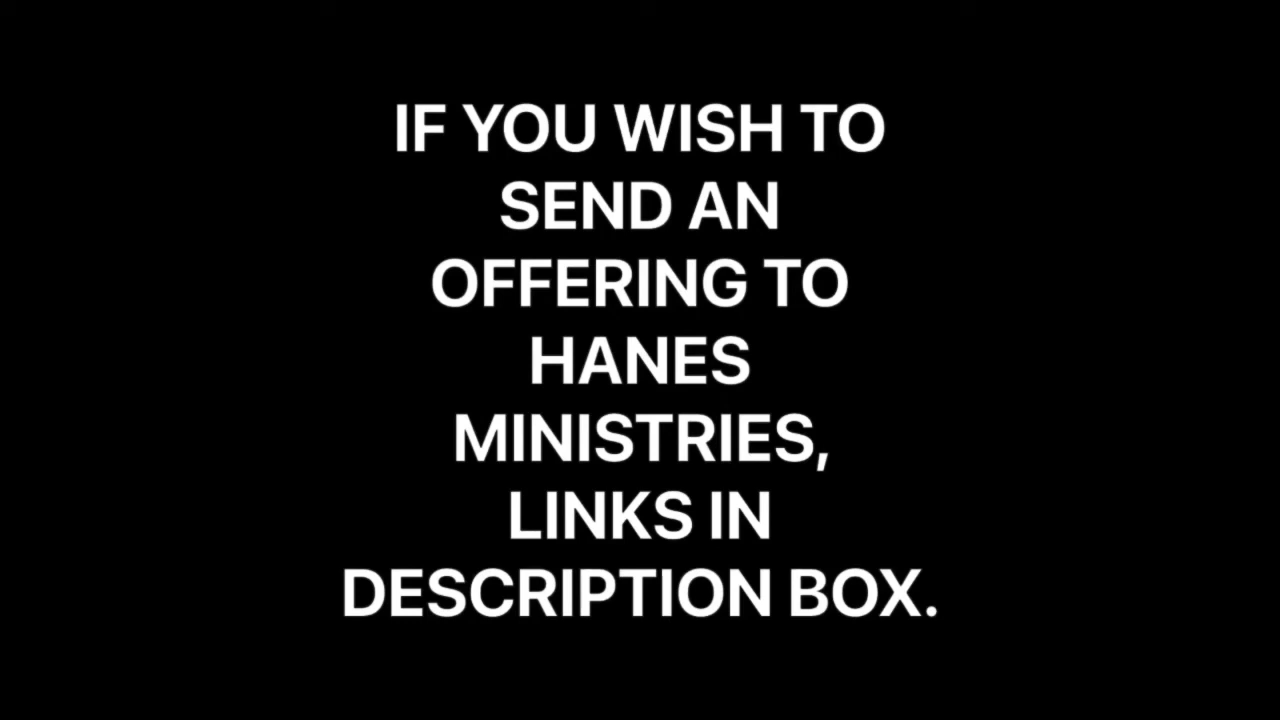 IF YOU WISH TO
SEND AN
OFFERING TO
HANES
MINISTRIES,
LINKS IN
DESCRIPTION BOX.